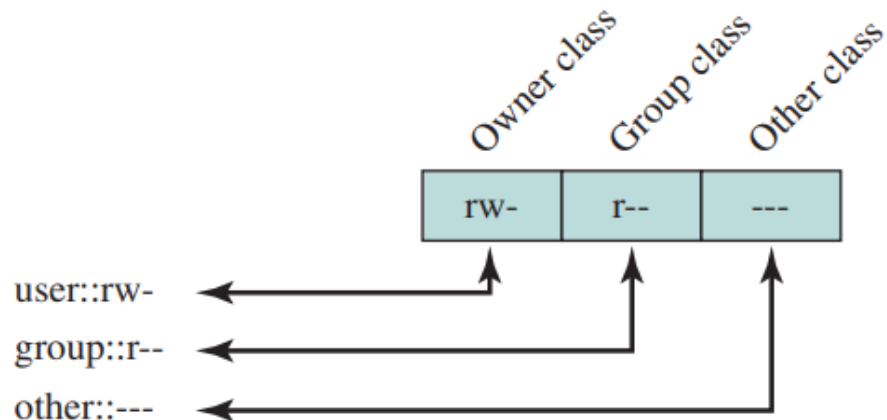 Owner class
Group class
Other class
rw- r-- ---
user::rw-
group::r--
other::---